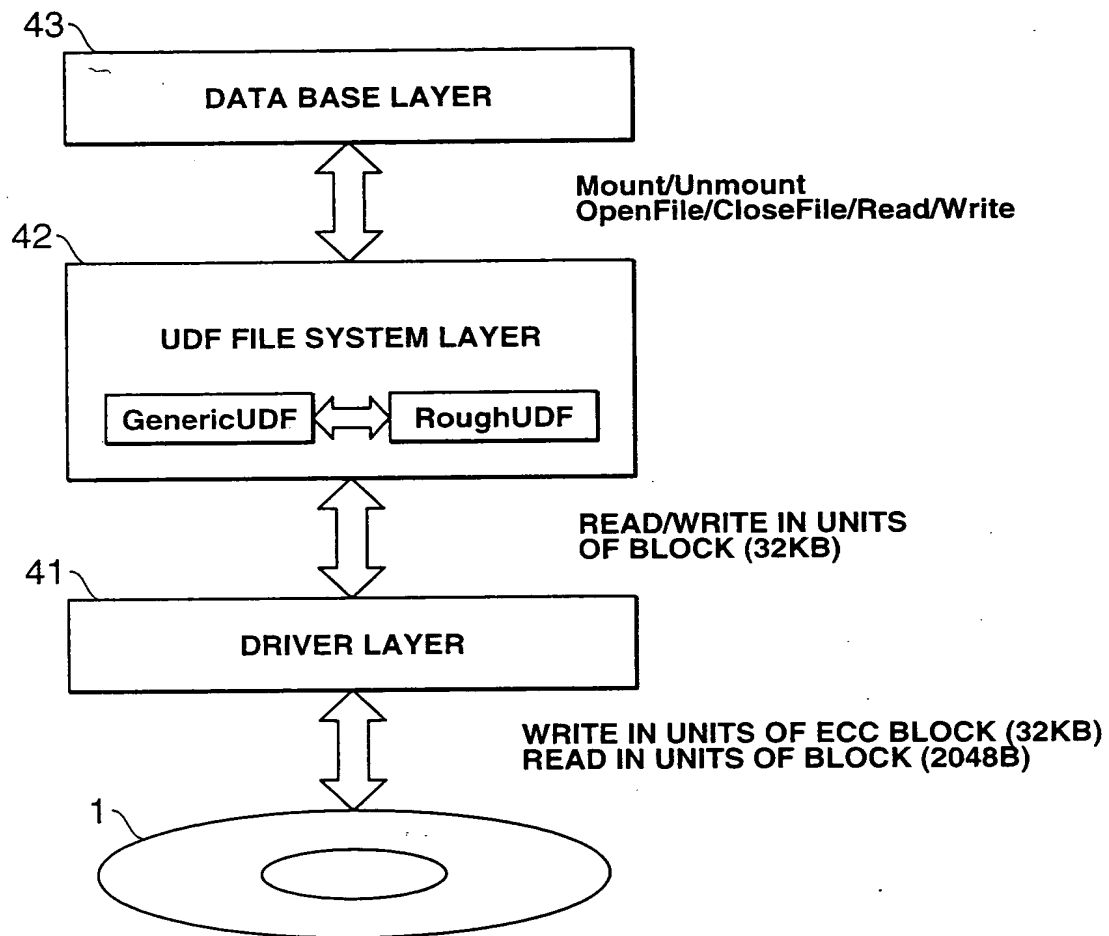 43
DATA BASE LAYER
Mount/Unmount
OpenFile/CloseFile/Read/Write
42
UDF FILE SYSTEM LAYER
GenericUDF
RoughUDF
READ/WRITE IN UNITS
OF BLOCK (32KB)
41
DRIVER LAYER
WRITE IN UNITS OF ECC BLOCK (32KB)
READ IN UNITS OF BLOCK (2048B)
1